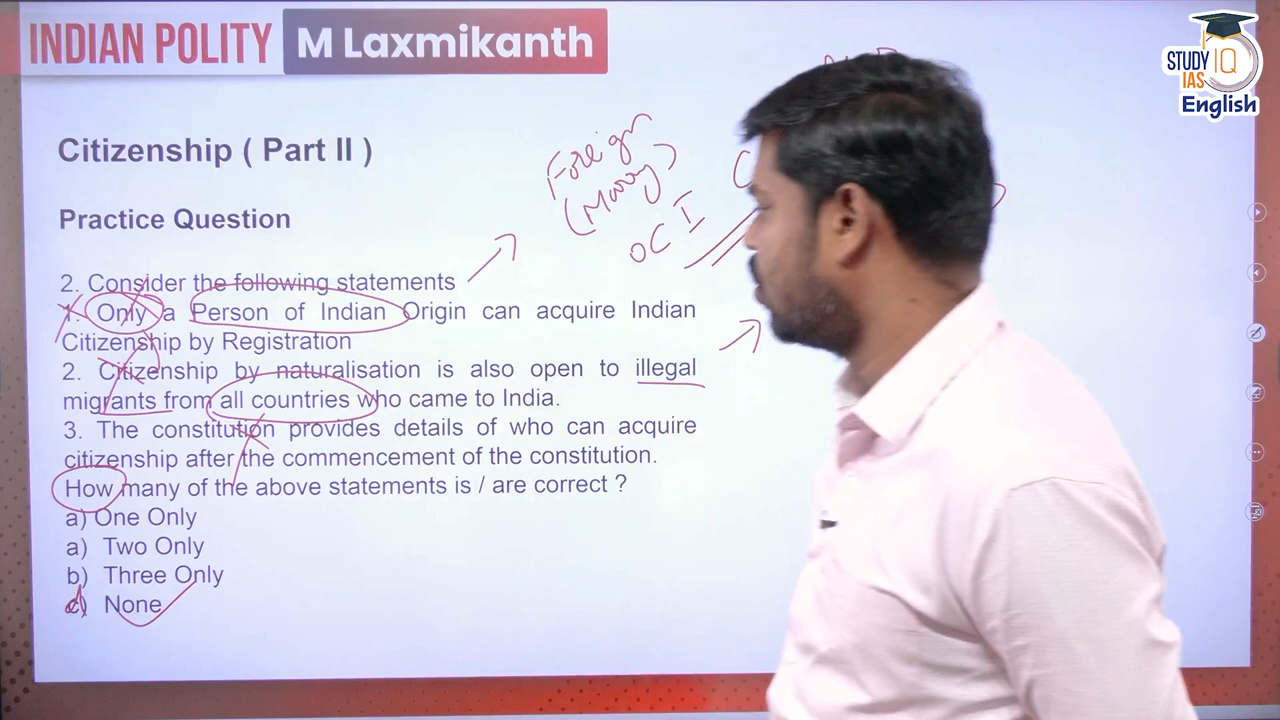 INDIAN POLITY M Laxmikanth
STUDY IQ
IAS
English
Citizenship ( Part II )
Foreign
(Marry)
OCI
Practice Question
2. Consider the following statements
1. Only a Person of Indian Origin can acquire Indian
Citizenship by Registration
2. Citizenship by naturalisation is also open to illegal
migrants from all countries who came to India.
3. The constitution provides details of who can acquire
citizenship after the commencement of the constitution.
How many of the above statements is / are correct ?
a) One Only
a) Two Only
b) Three Only
d) None